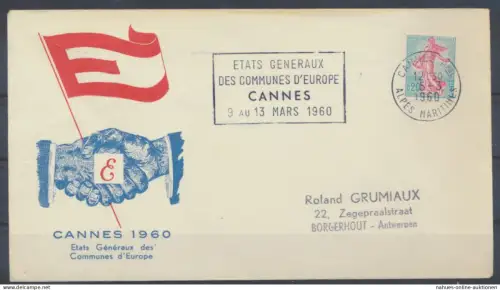 E
E
CANNES 1960
Etats Généraux des
Communes d'Europe
ETATS GENERAUX
DES COMMUNES D'EUROPE
CANNES
9 AU 13 MARS 1960
1960
ALPES MARITIMES
Roland GRUMIAUX
22, Zegepraalstraat
BORGERHOUT - Antwerpen